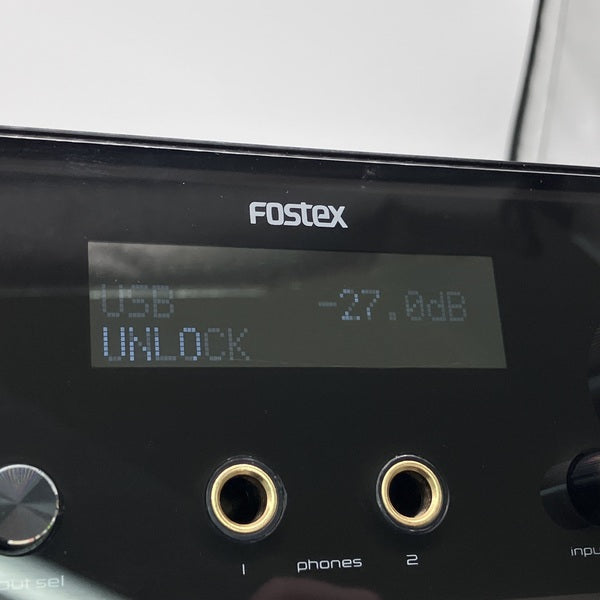 FOSTEX
USB -27.0dB
UNLOCK
1 phones 2